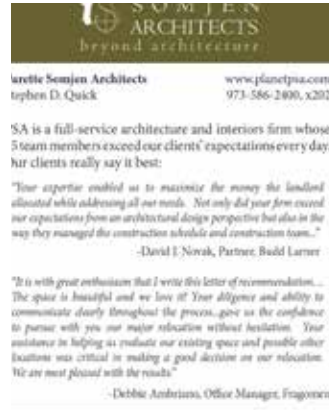 SOMJEN
ARCHITECTS
beyond architecture
arette Somjen Architects
www.planetpsa.com
tephen D. Quick
973-586-2400, x202
SA is a full-service architecture and interiors firm whose
5 team members exceed our clients' expectations every day
ur clients really say it best:
"Your expertise enabled us to maximize the money the landlord
allocated while addressing all our needs. Not only did your firm exceed
our expectations from an architectural design perspective but also in the
way they managed the construction schedule and construction team..."
-David J. Novak, Partner, Budd Larner
"It is with great enthusiasm that I write this letter of recommendation....
The space is beautiful and we love it! Your diligence and ability to
communicate clearly throughout the process...gave us the confidence
to pursue with you our major relocation without hesitation. Your
assistance in helping us evaluate our existing space and possible other
locations was critical in making a good decision on our relocation.
We are most pleased with the results."
-Debbie Ambriano, Office Manager, Fragomen